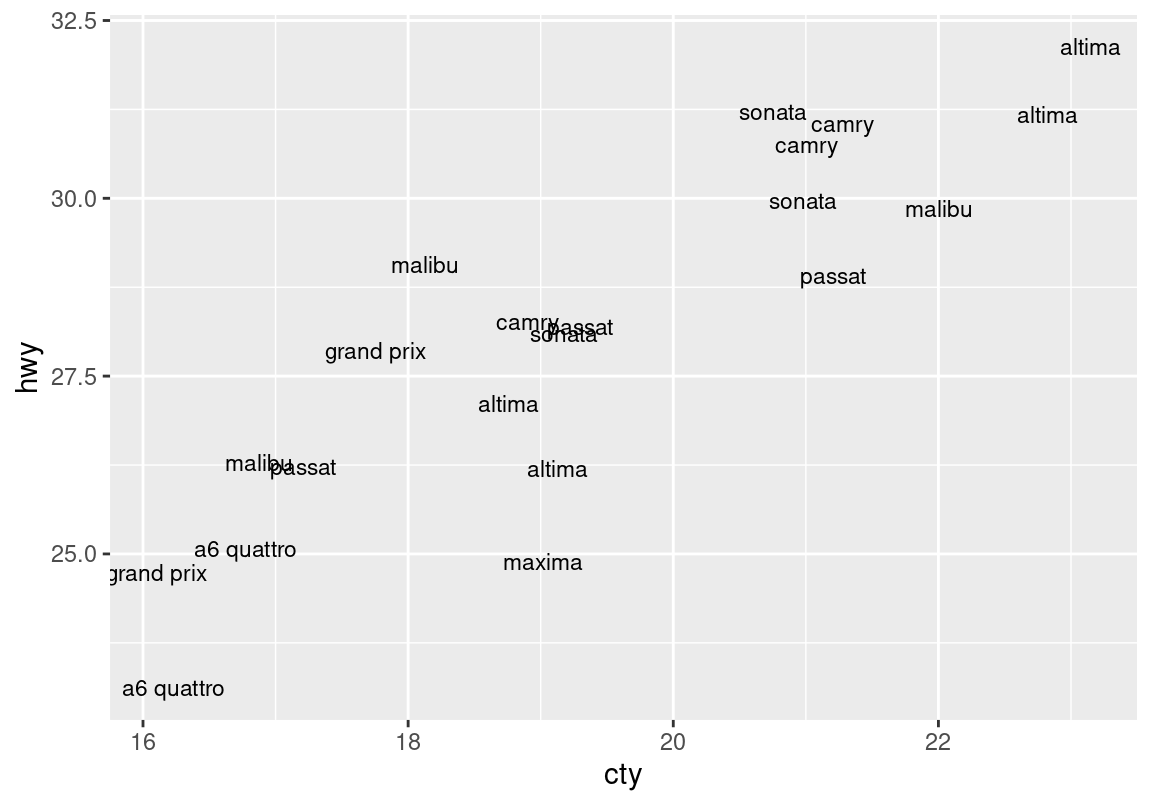 32.5
altima
sonata
altima
camry
camry
30.0
sonata
malibu
malibu
passat
camry
passat
sonata
grand prix
hwy
27.5
altima
malibu
passat
altima
a6 quattro
25.0
maxima
grand prix
a6 quattro
16 18 20 22
cty